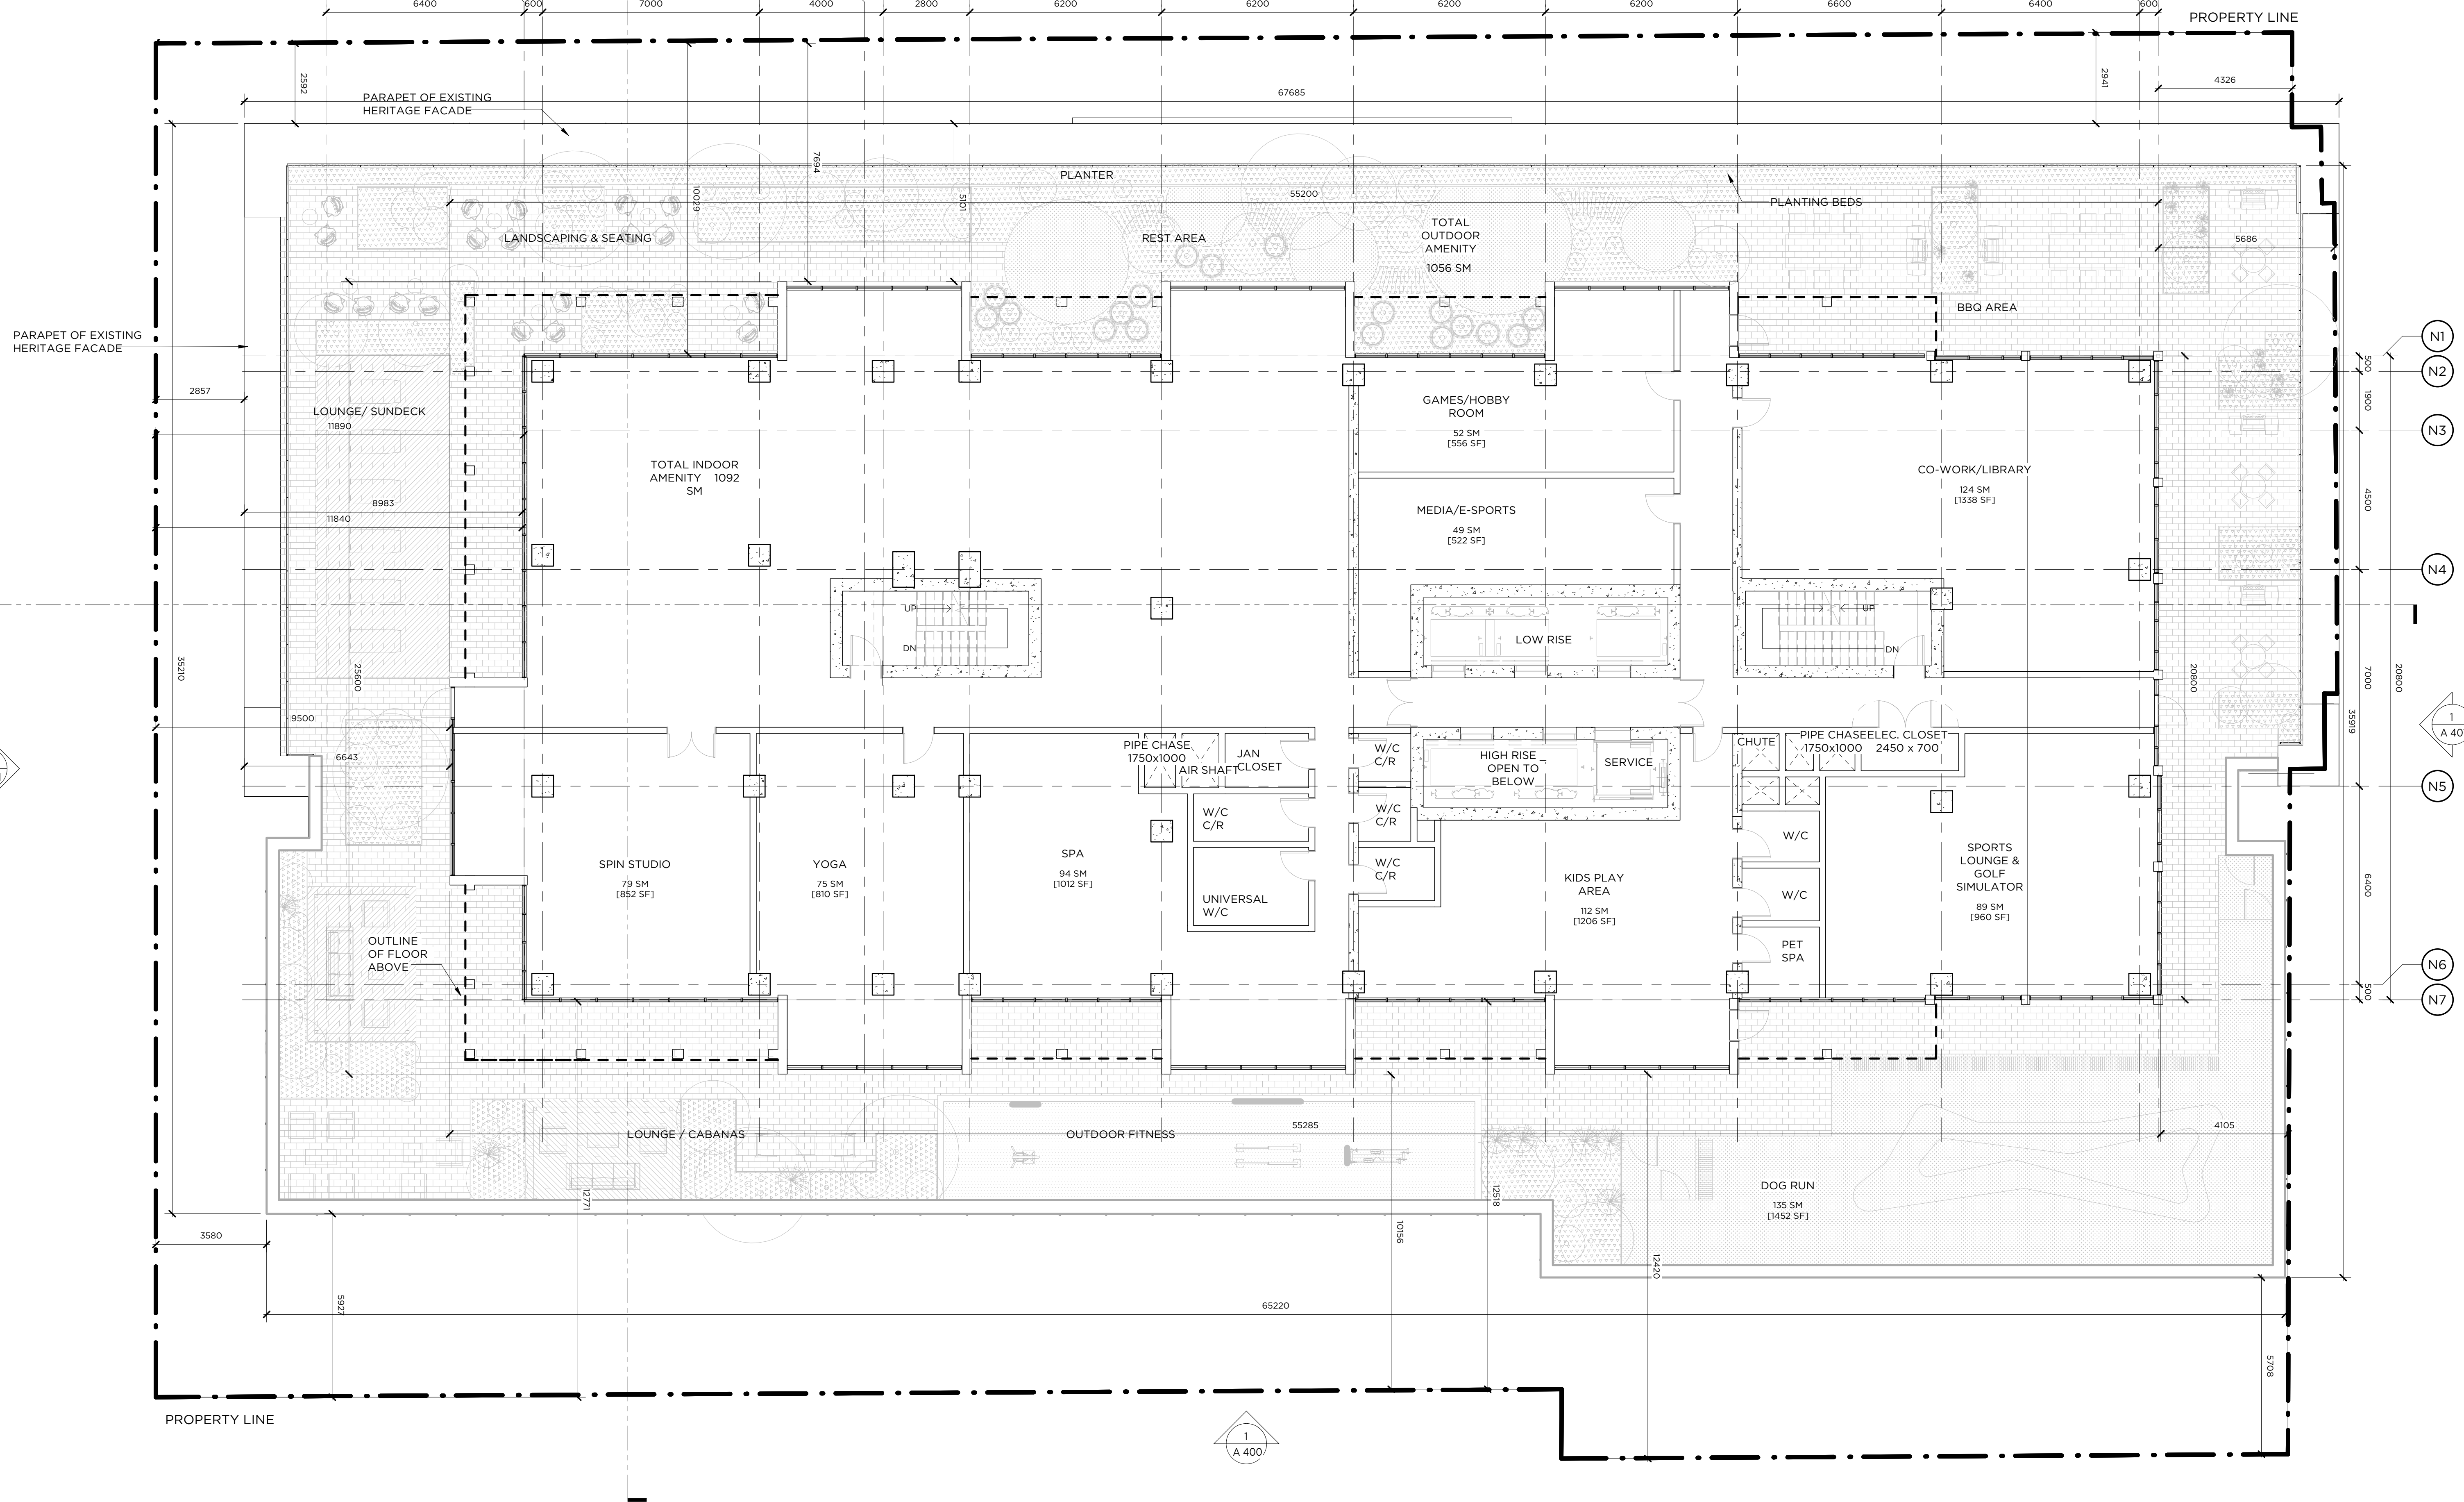 6400
600
7000
4000
2800
6200
6200
6200
6200
6600
6400
600
PROPERTY LINE
2592
2941
4326
67685
PARAPET OF EXISTING
HERITAGE FACADE
7694
10029
5101
PLANTER
55200
PLANTING BEDS
LANDSCAPING & SEATING
REST AREA
TOTAL
OUTDOOR
AMENITY
1056 SM
5686
BBQ AREA
PARAPET OF EXISTING
HERITAGE FACADE
N1
500
N2
2857
1900
LOUNGE/ SUNDECK
11890
GAMES/HOBBY
ROOM
52 SM
[556 SF]
N3
TOTAL INDOOR
AMENITY 1092
SM
CO-WORK/LIBRARY
124 SM
[1338 SF]
4500
8983
11840
MEDIA/E-SPORTS
49 SM
[522 SF]
N4
UP
DN
LOW RISE
UP
DN
35210
25600
20800
7000
20800
35919
9500
6643
1
A 40
PIPE CHASE
1750x1000
AIR SHAFT
JAN
CLOSET
W/C
C/R
HIGH RISE
OPEN TO
BELOW
SERVICE
CHUTE
PIPE CHASE
1750x1000
ELEC. CLOSET
2450 x 700
N5
W/C
C/R
W/C
C/R
W/C
SPIN STUDIO
79 SM
[852 SF]
YOGA
75 SM
[810 SF]
SPA
94 SM
[1012 SF]
W/C
C/R
UNIVERSAL
W/C
KIDS PLAY
AREA
112 SM
[1206 SF]
W/C
SPORTS
LOUNGE &
GOLF
SIMULATOR
89 SM
[960 SF]
6400
OUTLINE
OF FLOOR
ABOVE
PET
SPA
N6
500
N7
LOUNGE / CABANAS
OUTDOOR FITNESS
55285
4105
12771
12518
10156
12420
DOG RUN
135 SM
[1452 SF]
3580
5927
65220
5708
PROPERTY LINE
1
A 400